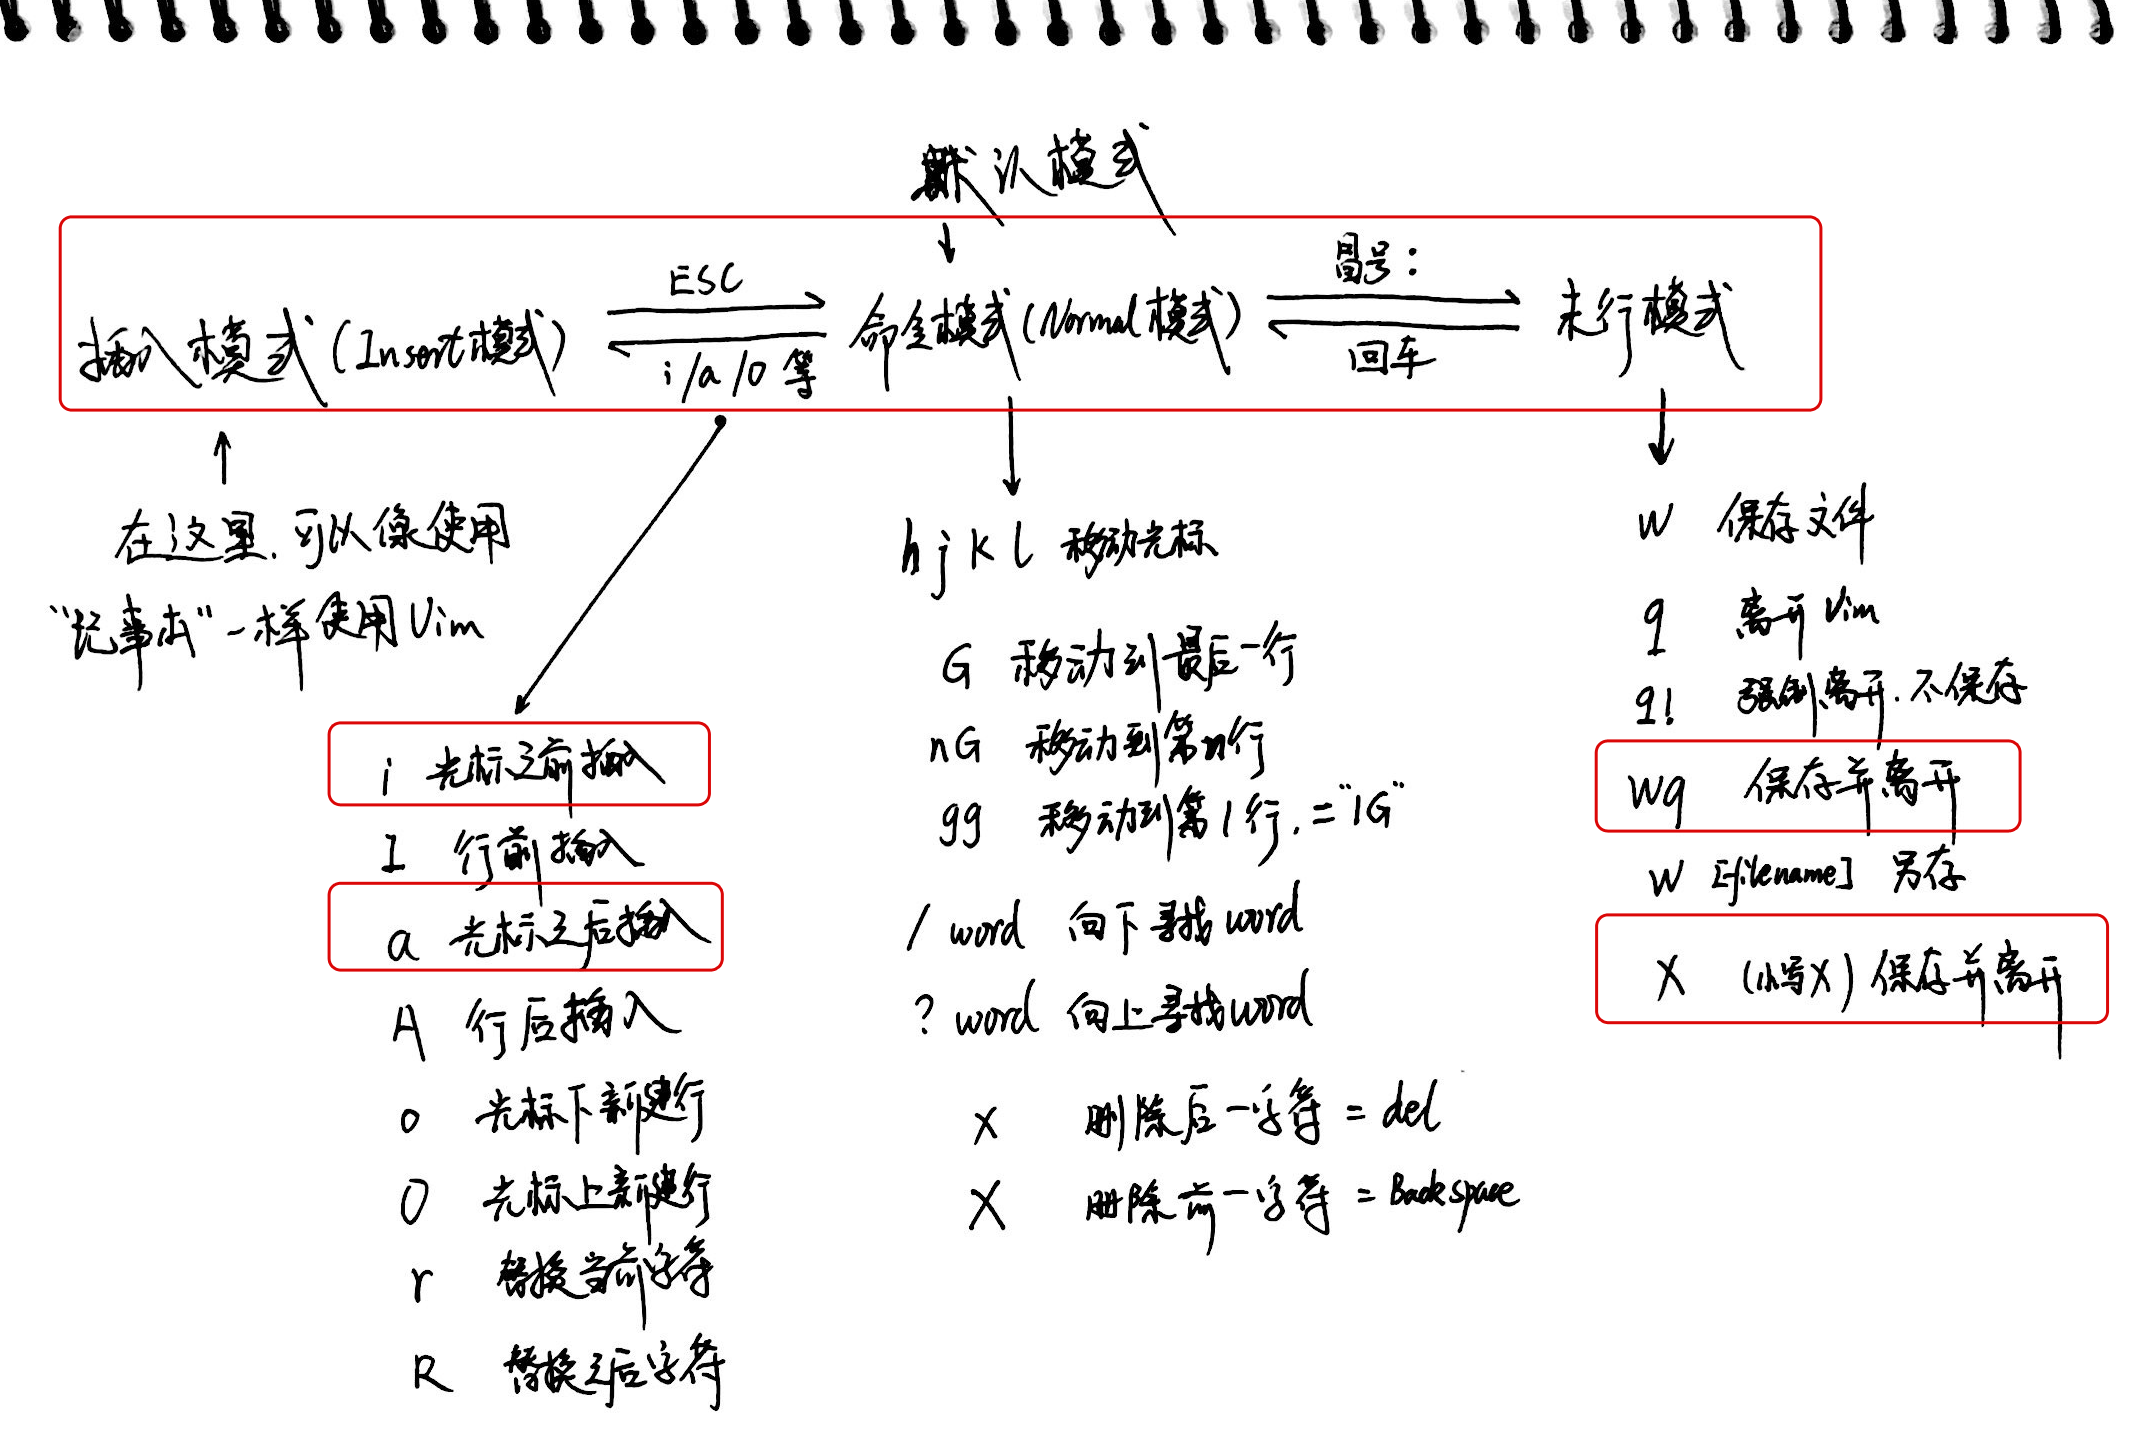 默认模式
插入模式(Insert模式)
ESC
i/a/O 等
命令模式(Normal模式)
冒号:
回车
末行模式
在这里,可以像使用
“记事本”一样使用Vim
i 光标之前插入
I 行前插入
a 光标之后插入
A 行后插入
o 光标下新建行
O 光标上新建行
r 替换当前字符
R 替换之后字符
h j k l 移动光标
G 移动到最后一行
nG 移动到第n行
gg 移动到第1行,=“1G”
/ word 向下寻找word
? word 向上寻找word
x 删除后一字符 = del
X 删除前一字符 = Backspace
w 保存文件
q 离开Vim
q! 强制离开,不保存
wq 保存并离开
w [filename] 另存
x (小写x)保存并离开